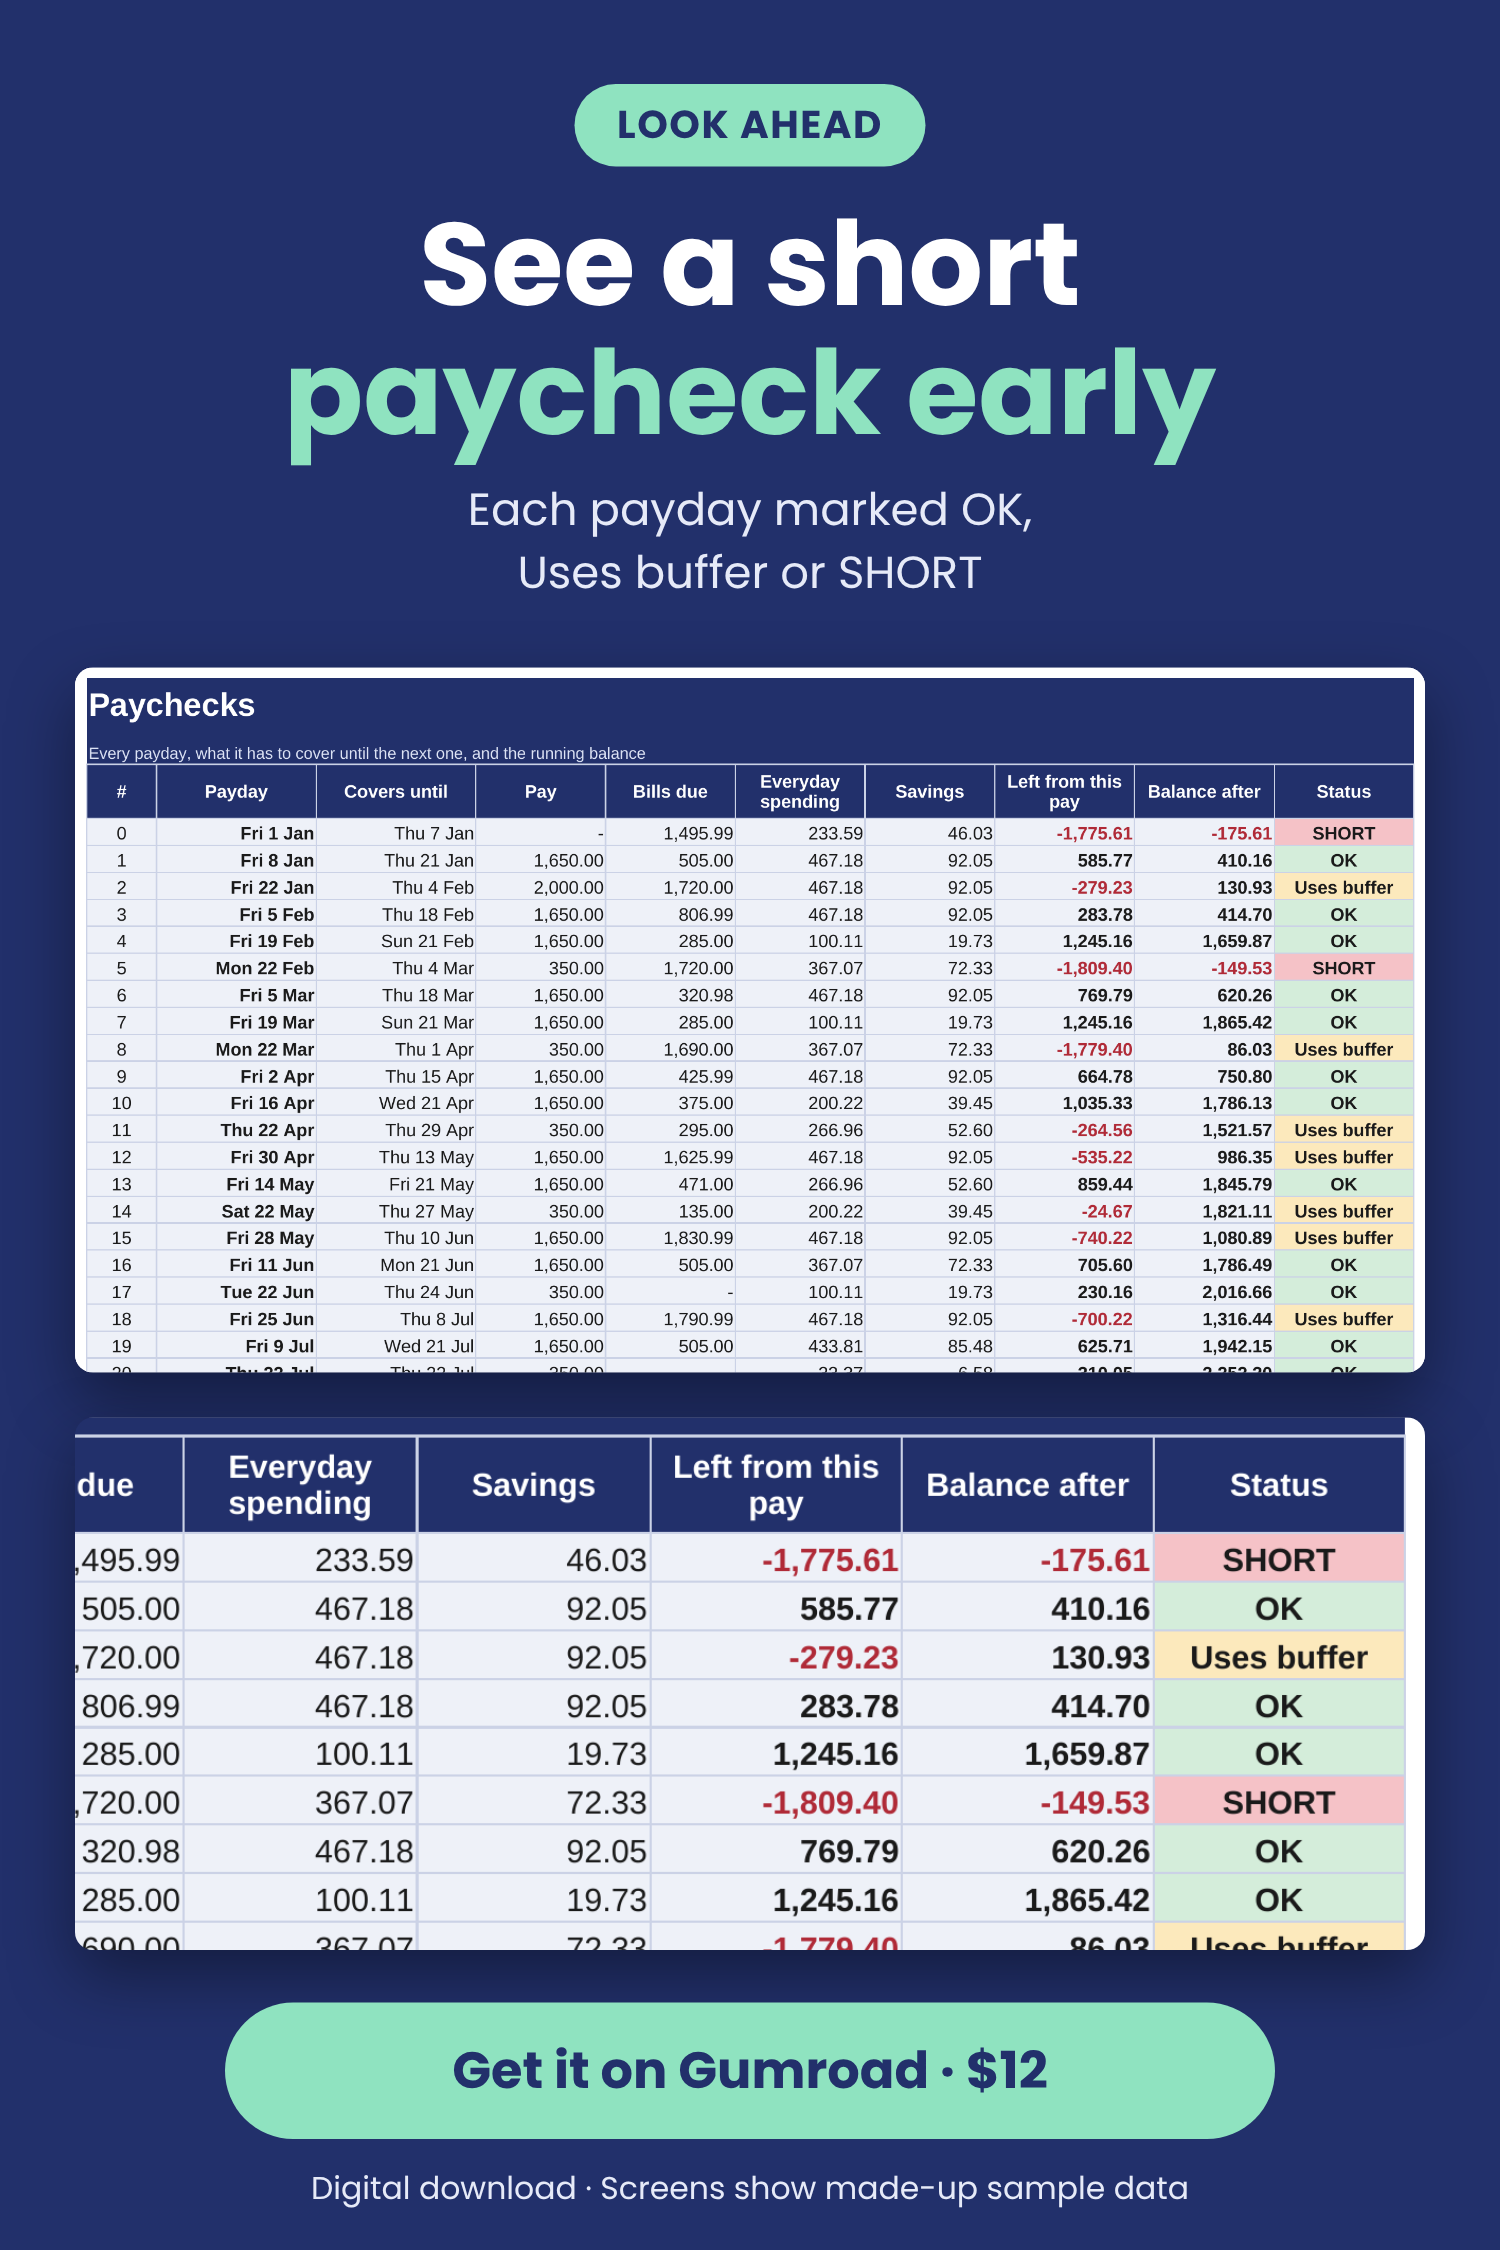 LOOK AHEAD
See a short
paycheck early
Each payday marked OK,
Uses buffer or SHORT
Paychecks
Every payday, what it has to cover until the next one, and the running balance
# Payday Covers until Pay Bills due Everyday spending Savings Left from this pay Balance after Status
0 Fri 1 Jan Thu 7 Jan - 1,495.99 233.59 46.03 -1,775.61 -175.61 SHORT
1 Fri 8 Jan Thu 21 Jan 1,650.00 505.00 467.18 92.05 585.77 410.16 OK
2 Fri 22 Jan Thu 4 Feb 2,000.00 1,720.00 467.18 92.05 -279.23 130.93 Uses buffer
3 Fri 5 Feb Thu 18 Feb 1,650.00 806.99 467.18 92.05 283.78 414.70 OK
4 Fri 19 Feb Sun 21 Feb 1,650.00 285.00 100.11 19.73 1,245.16 1,659.87 OK
5 Mon 22 Feb Thu 4 Mar 350.00 1,720.00 367.07 72.33 -1,809.40 -149.53 SHORT
6 Fri 5 Mar Thu 18 Mar 1,650.00 320.98 467.18 92.05 769.79 620.26 OK
7 Fri 19 Mar Sun 21 Mar 1,650.00 285.00 100.11 19.73 1,245.16 1,865.42 OK
8 Mon 22 Mar Thu 1 Apr 350.00 1,690.00 367.07 72.33 -1,779.40 86.03 Uses buffer
9 Fri 2 Apr Thu 15 Apr 1,650.00 425.99 467.18 92.05 664.78 750.80 OK
10 Fri 16 Apr Wed 21 Apr 1,650.00 375.00 200.22 39.45 1,035.33 1,786.13 OK
11 Thu 22 Apr Thu 29 Apr 350.00 295.00 266.96 52.60 -264.56 1,521.57 Uses buffer
12 Fri 30 Apr Thu 13 May 1,650.00 1,625.99 467.18 92.05 -535.22 986.35 Uses buffer
13 Fri 14 May Fri 21 May 1,650.00 471.00 266.96 52.60 859.44 1,845.79 OK
14 Sat 22 May Thu 27 May 350.00 135.00 200.22 39.45 -24.67 1,821.11 Uses buffer
15 Fri 28 May Thu 10 Jun 1,650.00 1,830.99 467.18 92.05 -740.22 1,080.89 Uses buffer
16 Fri 11 Jun Mon 21 Jun 1,650.00 505.00 367.07 72.33 705.60 1,786.49 OK
17 Tue 22 Jun Thu 24 Jun 350.00 - 100.11 19.73 230.16 2,016.66 OK
18 Fri 25 Jun Thu 8 Jul 1,650.00 1,790.99 467.18 92.05 -700.22 1,316.44 Uses buffer
19 Fri 9 Jul Wed 21 Jul 1,650.00 505.00 433.81 85.48 625.71 1,942.15 OK
due Everyday spending Savings Left from this pay Balance after Status
,495.99 233.59 46.03 -1,775.61 -175.61 SHORT
505.00 467.18 92.05 585.77 410.16 OK
,720.00 467.18 92.05 -279.23 130.93 Uses buffer
806.99 467.18 92.05 283.78 414.70 OK
285.00 100.11 19.73 1,245.16 1,659.87 OK
,720.00 367.07 72.33 -1,809.40 -149.53 SHORT
320.98 467.18 92.05 769.79 620.26 OK
285.00 100.11 19.73 1,245.16 1,865.42 OK
690.00 367.07 72.33 -1,779.40 86.03 Uses buffer
Get it on Gumroad · $12
Digital download · Screens show made-up sample data